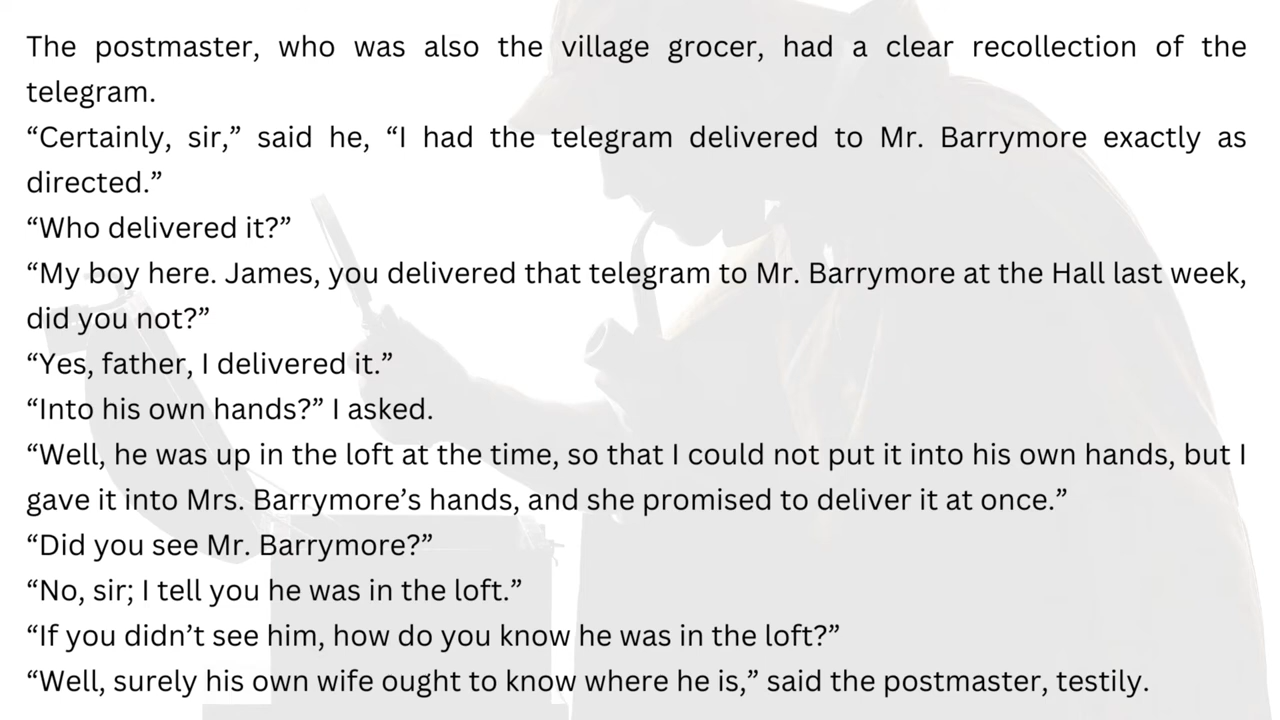 The postmaster, who was also the village grocer, had a clear recollection of the
telegram.
“Certainly, sir,” said he, “I had the telegram delivered to Mr. Barrymore exactly as
directed.”
“Who delivered it?”
“My boy here. James, you delivered that telegram to Mr. Barrymore at the Hall last week,
did you not?”
“Yes, father, I delivered it.”
“Into his own hands?” I asked.
“Well, he was up in the loft at the time, so that I could not put it into his own hands, but I
gave it into Mrs. Barrymore’s hands, and she promised to deliver it at once.”
“Did you see Mr. Barrymore?”
“No, sir; I tell you he was in the loft.”
“If you didn’t see him, how do you know he was in the loft?”
“Well, surely his own wife ought to know where he is,” said the postmaster, testily.